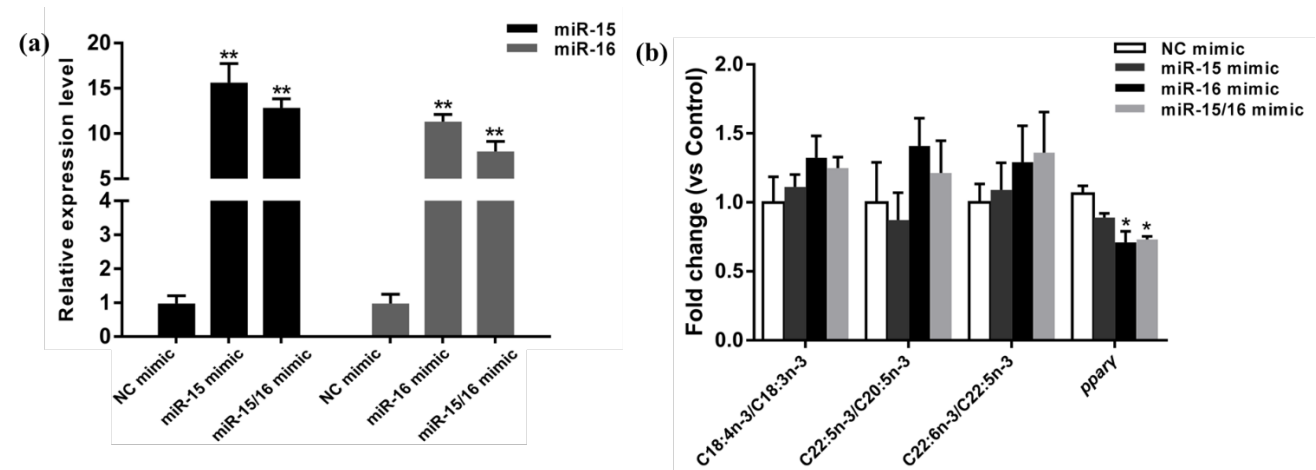 (a)
miR-15
miR-16
Relative expression level
20
15
10
5
4
3
2
1
0
**
**
**
**
NC mimic
miR-15 mimic
miR-15/16 mimic
NC mimic
miR-16 mimic
miR-15/16 mimic
(b)
NC mimic
miR-15 mimic
miR-16 mimic
miR-15/16 mimic
Fold change (vs Control)
2.0
1.5
1.0
0.5
0.0
*
*
C18:4n-3/C18:3n-3
C22:5n-3/C20:5n-3
C22:6n-3/C22:5n-3
pparγ